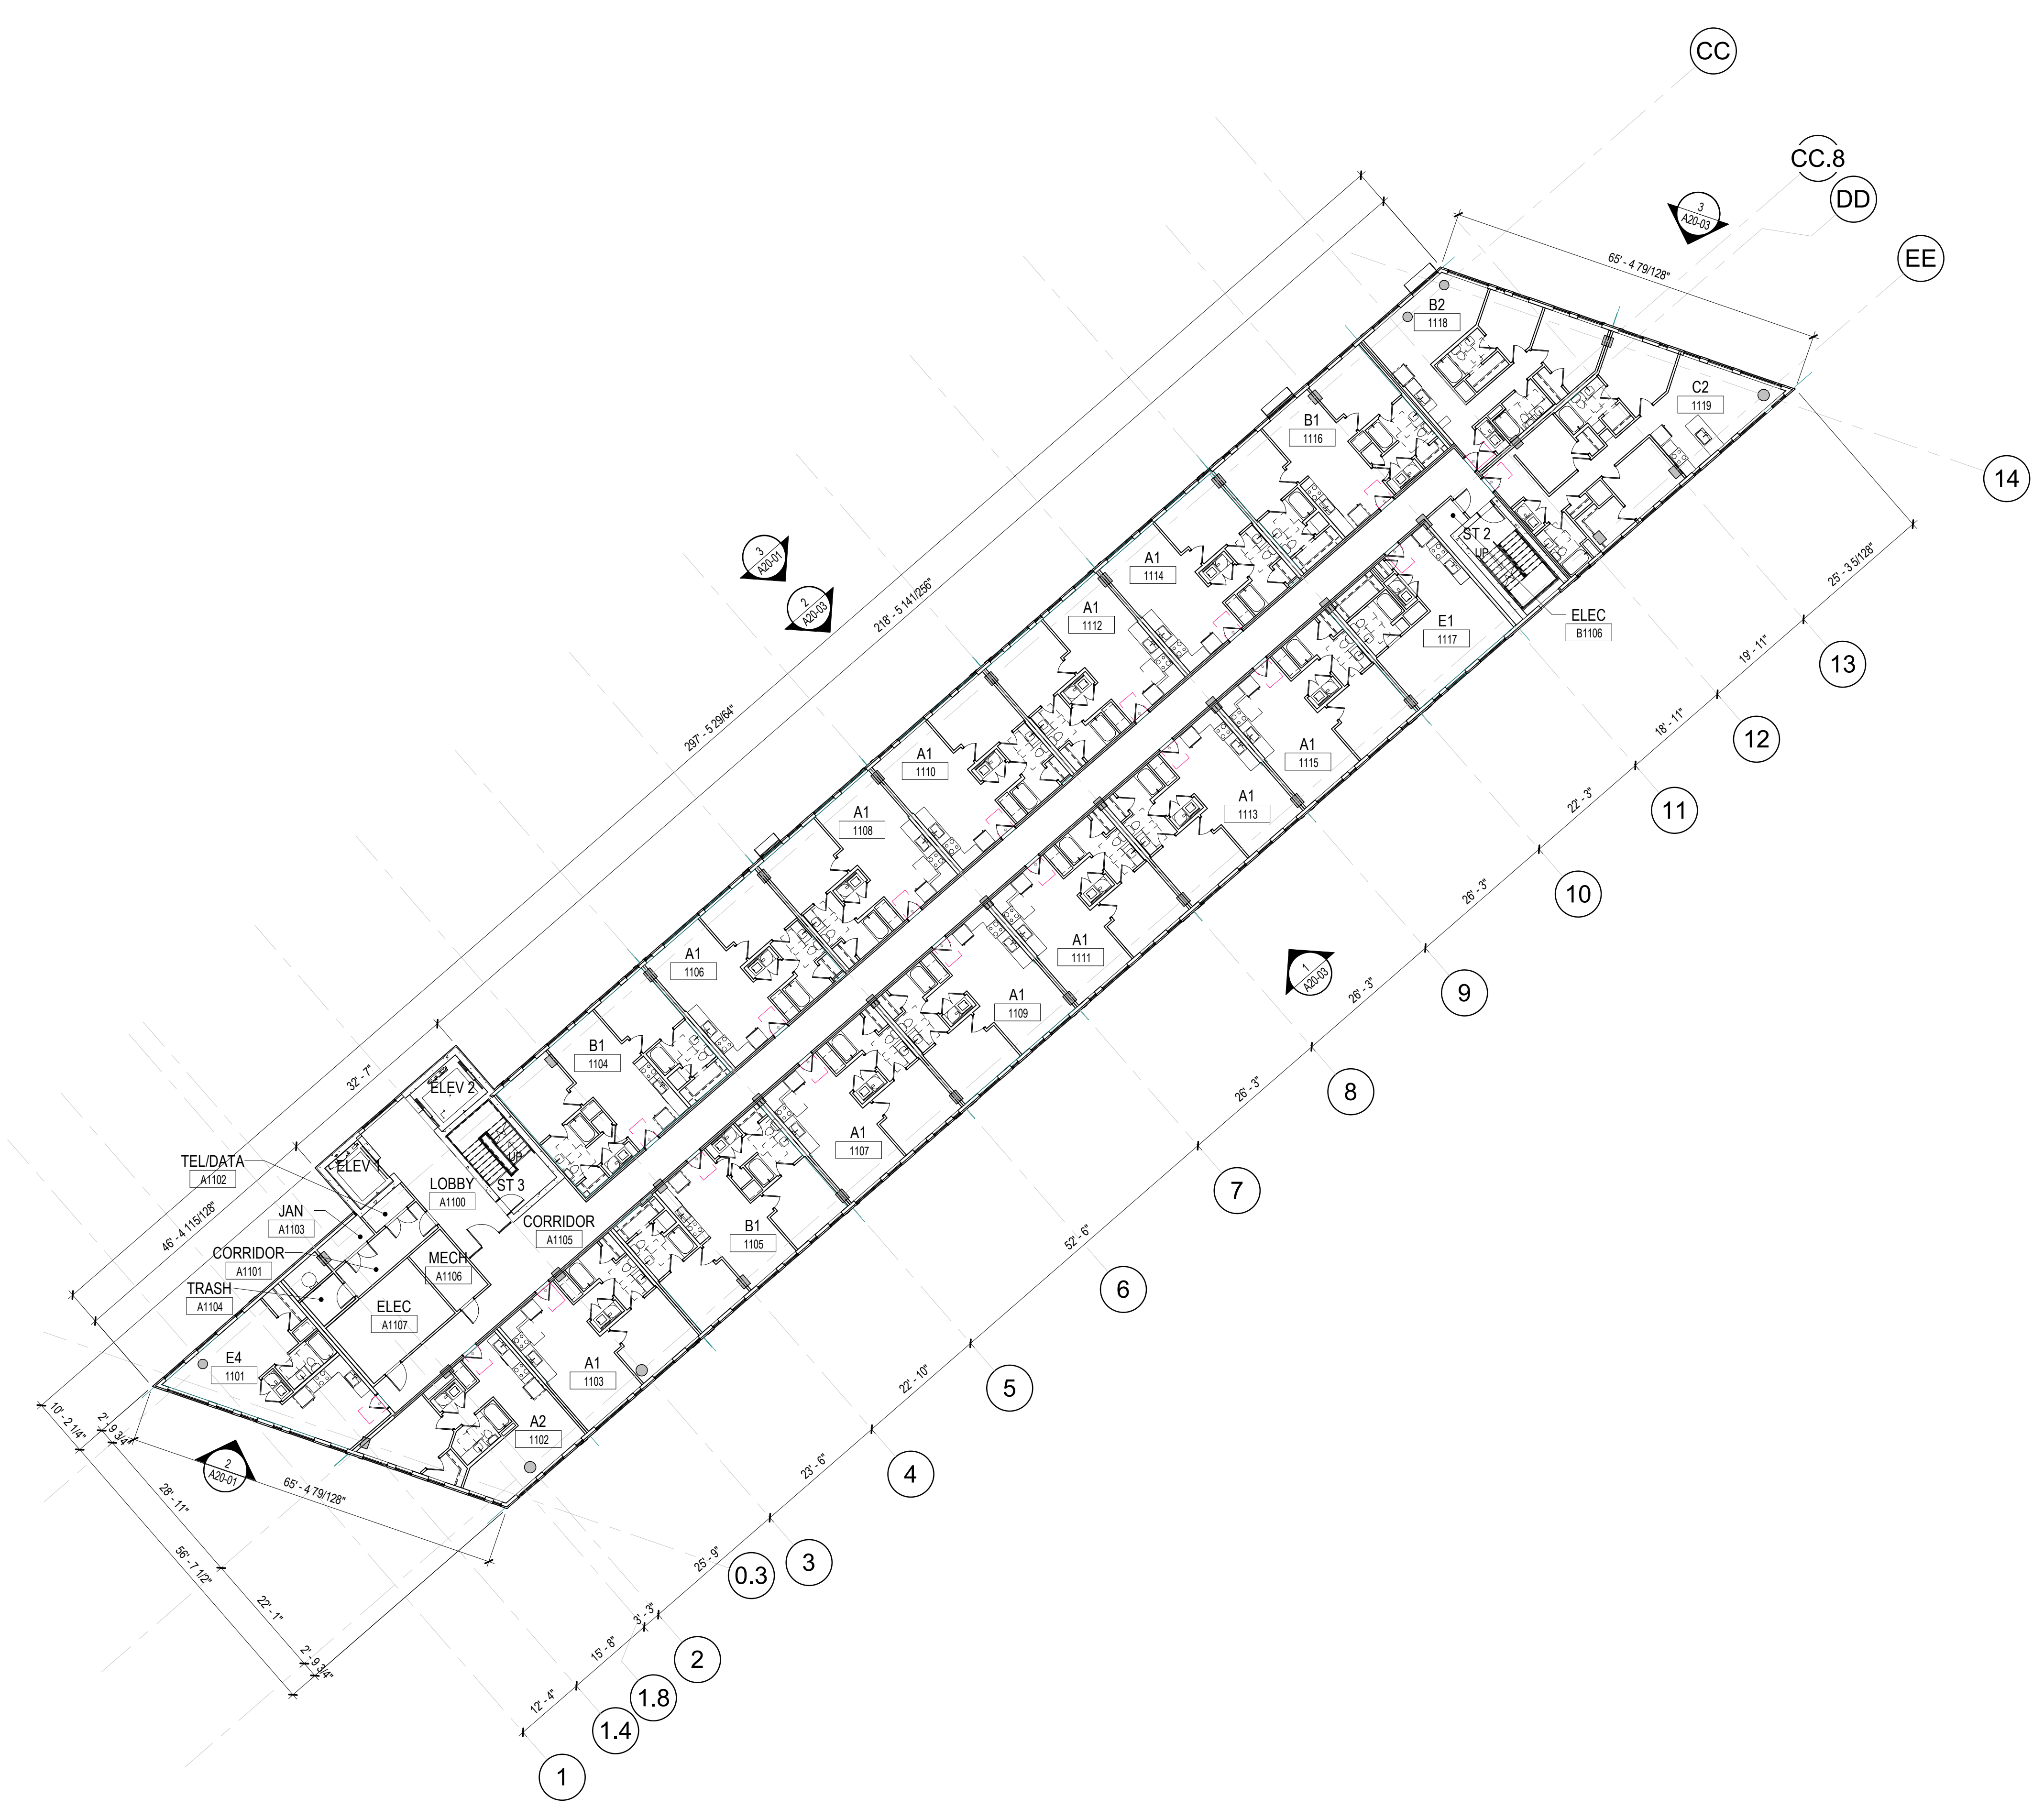 CC
CC.8
DD
EE
3
A20-03
65' - 4 79/128"
B2
1118
C2
1119
B1
1116
14
3
A20-01
2
A20-03
218' - 5 141/256"
297' - 5 29/64"
A1
1114
ST 2
UP
25' - 3 5/128"
A1
1112
E1
1117
ELEC
B1106
13
19' - 11"
12
18' - 11"
A1
1110
A1
1115
11
22' - 3"
A1
1108
A1
1113
10
26' - 3"
A1
1106
A1
1111
1
A20-03
9
26' - 3"
A1
1109
B1
1104
8
26' - 3"
32' - 7"
ELEV 2
A1
1107
7
52' - 6"
UP
ELEV 1
TEL/DATA
A1102
LOBBY
A1100
ST 3
46' - 4 115/128"
JAN
A1103
CORRIDOR
A1105
B1
1105
6
CORRIDOR
A1101
MECH
A1106
TRASH
A1104
ELEC
A1107
5
22' - 10"
E4
1101
A1
1103
A2
1102
4
23' - 6"
10' - 2 1/4"
2' - 9 3/4"
2
A20-01
65' - 4 79/128"
28' - 11"
3
25' - 9"
0.3
56' - 7 1/2"
22' - 1"
3' - 3"
2
15' - 8"
2' - 9 3/4"
1.8
12' - 4"
1.4
1